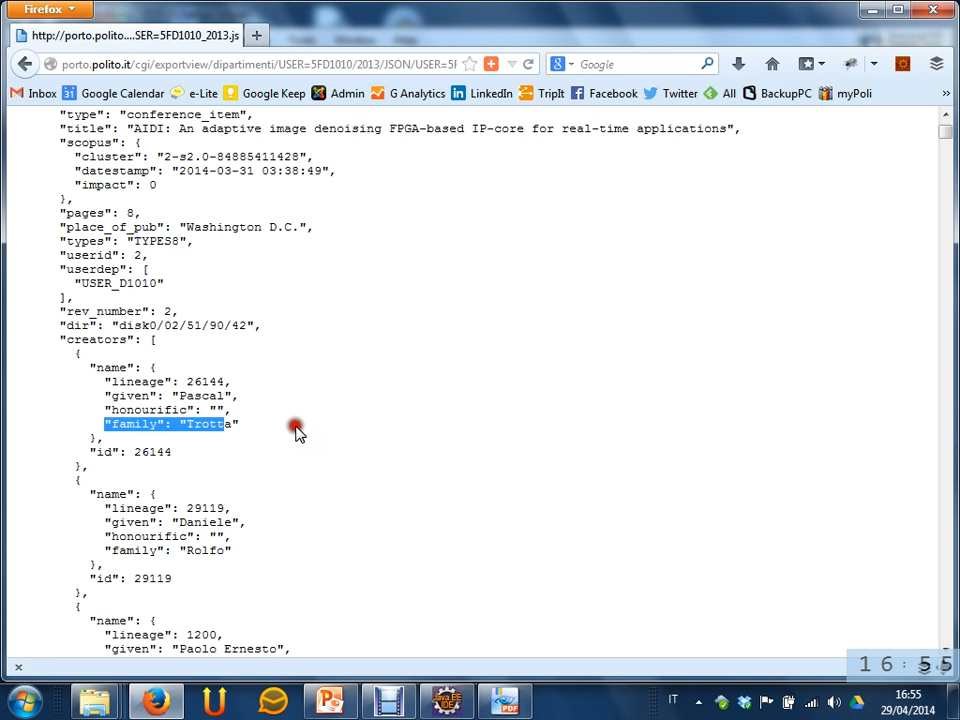 Firefox
http://porto.polito....SER=5FD1010_2013.js
porto.polito.it/cgi/exportview/dipartimenti/USER=5FD1010/2013/JSON/USER=5F
Google
Inbox
31 Google Calendar
e-Lite
Google Keep
Admin
G Analytics
LinkedIn
TripIt
Facebook
Twitter
All
BackupPC
myPoli
»
"type": "conference_item",
"title": "AIDI: An adaptive image denoising FPGA-based IP-core for real-time applications",
"scopus": {
"cluster": "2-s2.0-84885411428",
"datestamp": "2014-03-31 03:38:49",
"impact": 0
},
"pages": 8,
"place_of_pub": "Washington D.C.",
"types": "TYPES8",
"userid": 2,
"userdep": [
"USER_D1010"
],
"rev_number": 2,
"dir": "disk0/02/51/90/42",
"creators": [
{
"name": {
"lineage": 26144,
"given": "Pascal",
"honourific": "",
"family": "Trotta"
},
"id": 26144
},
{
"name": {
"lineage": 29119,
"given": "Daniele",
"honourific": "",
"family": "Rolfo"
},
"id": 29119
},
{
"name": {
"lineage": 1200,
"given": "Paolo Ernesto",
16:55
Java EE
IDE
PDF
IT
16:55
29/04/2014